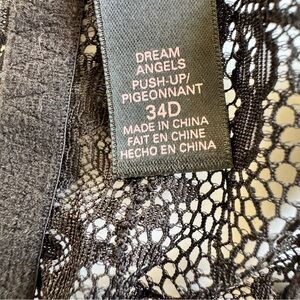 DREAM
ANGELS
PUSH-UP/
PIGEONNANT
34D
MADE IN CHINA
FAIT EN CHINE
HECHO EN CHINA